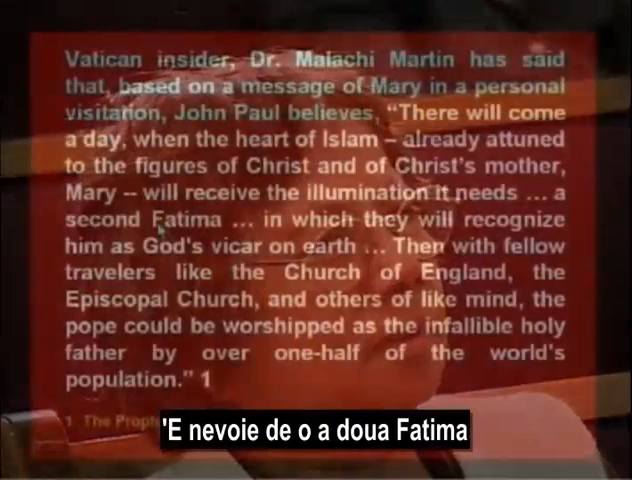 Vatican insider, Dr. Malachi Martin has said
that, based on a message of Mary in a personal
visitation, John Paul believes, “There will come
a day, when the heart of Islam – already attuned
to the figures of Christ and of Christ's mother,
Mary -- will receive the illumination it needs ... a
second Fatima ... in which they will recognize
him as God's vicar on earth ... Then with fellow
travelers like the Church of England, the
Episcopal Church, and others of like mind, the
pope could be worshipped as the infallible holy
father by over one-half of the world's
population.” 1
1 The
'E nevoie de o a doua Fatima